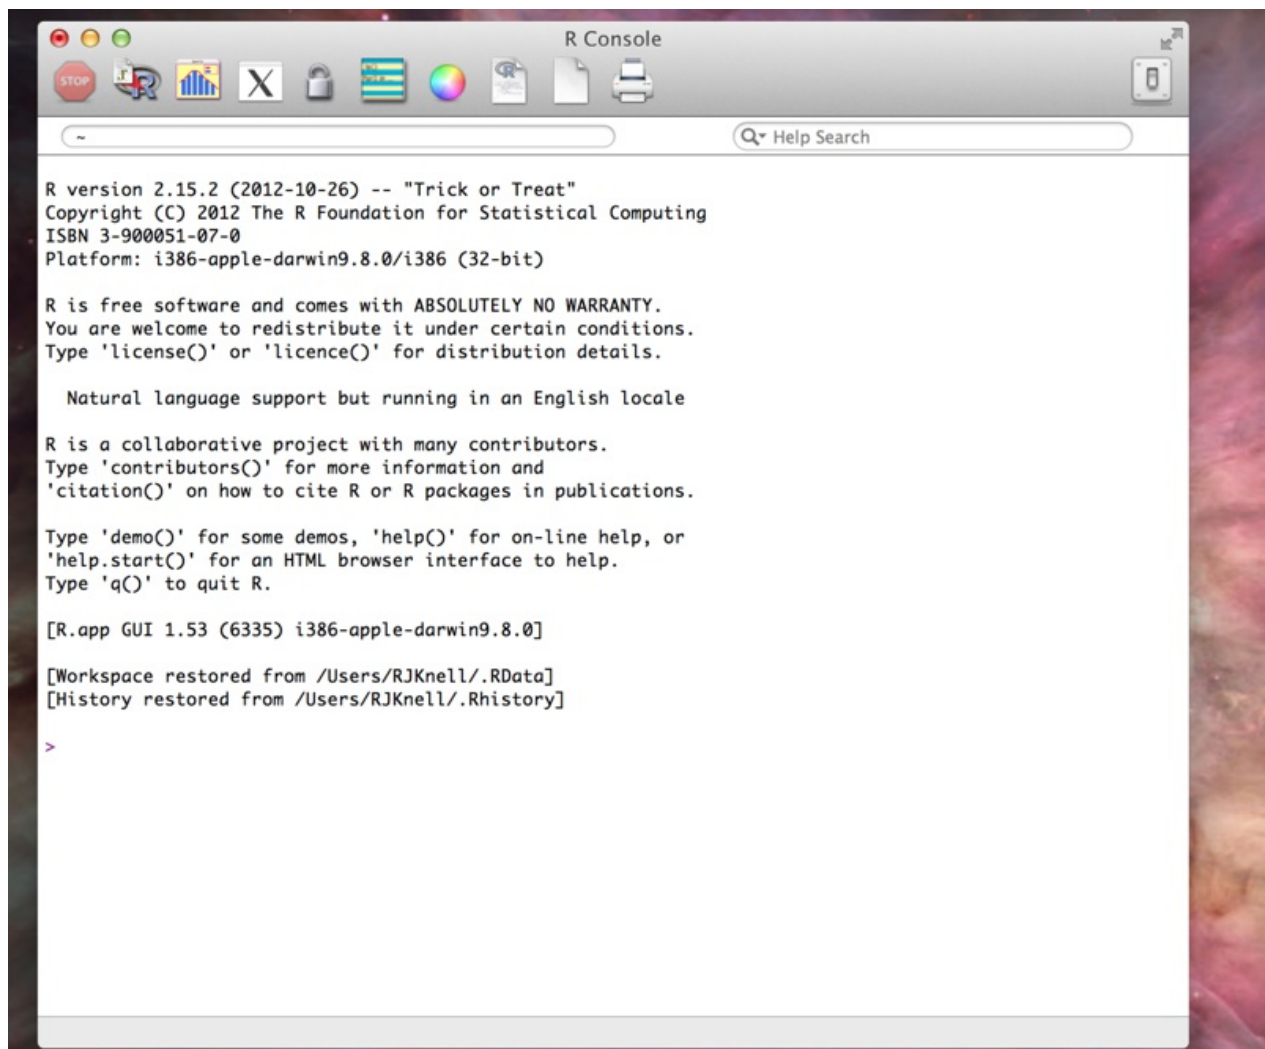 R Console
STOP
X
~
Help Search
R version 2.15.2 (2012-10-26) -- "Trick or Treat"
Copyright (C) 2012 The R Foundation for Statistical Computing
ISBN 3-900051-07-0
Platform: i386-apple-darwin9.8.0/i386 (32-bit)
R is free software and comes with ABSOLUTELY NO WARRANTY.
You are welcome to redistribute it under certain conditions.
Type 'license()' or 'licence()' for distribution details.
Natural language support but running in an English locale
R is a collaborative project with many contributors.
Type 'contributors()' for more information and
'citation()' on how to cite R or R packages in publications.
Type 'demo()' for some demos, 'help()' for on-line help, or
'help.start()' for an HTML browser interface to help.
Type 'q()' to quit R.
[R.app GUI 1.53 (6335) i386-apple-darwin9.8.0]
[Workspace restored from /Users/RJKnell/.RData]
[History restored from /Users/RJKnell/.Rhistory]
>